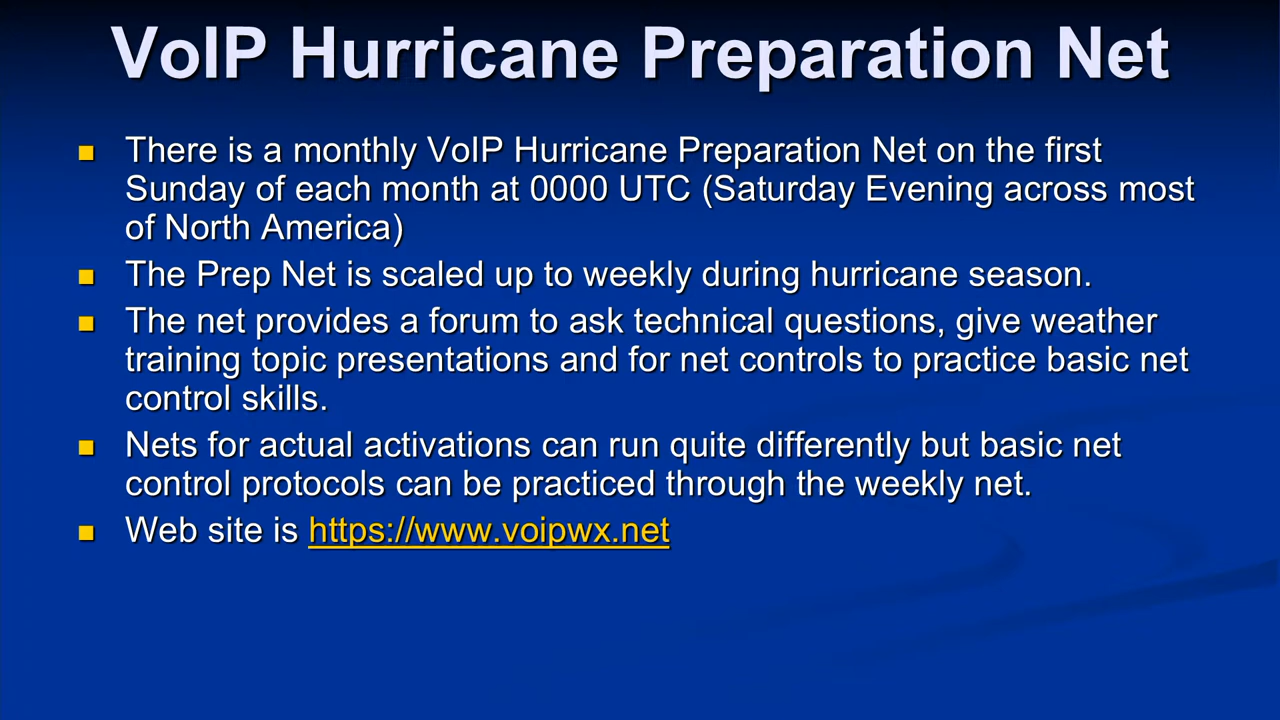 VoIP Hurricane Preparation Net
There is a monthly VoIP Hurricane Preparation Net on the first
Sunday of each month at 0000 UTC (Saturday Evening across most
of North America)
The Prep Net is scaled up to weekly during hurricane season.
The net provides a forum to ask technical questions, give weather
training topic presentations and for net controls to practice basic net
control skills.
Nets for actual activations can run quite differently but basic net
control protocols can be practiced through the weekly net.
Web site is https://www.voipwx.net